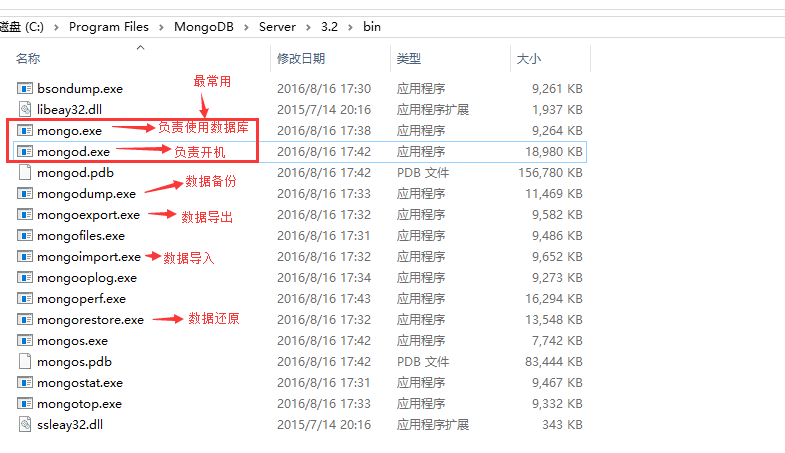 磁盘 (C:) › Program Files › MongoDB › Server › 3.2 › bin
名称 修改日期 类型 大小
最常用
bsondump.exe 2016/8/16 17:30 应用程序 9,261 KB
libeay32.dll 2015/7/14 20:16 应用程序扩展 1,937 KB
mongo.exe 负责使用数据库 2016/8/16 17:38 应用程序 9,264 KB
mongod.exe 负责开机 2016/8/16 17:42 应用程序 18,980 KB
mongod.pdb 2016/8/16 17:42 PDB 文件 156,780 KB
mongodump.exe 数据备份 2016/8/16 17:33 应用程序 11,469 KB
mongoexport.exe 数据导出 2016/8/16 17:32 应用程序 9,582 KB
mongofiles.exe 2016/8/16 17:31 应用程序 9,486 KB
mongoimport.exe 数据导入 2016/8/16 17:32 应用程序 9,652 KB
mongooplog.exe 2016/8/16 17:34 应用程序 9,273 KB
mongoperf.exe 2016/8/16 17:43 应用程序 16,294 KB
mongorestore.exe 数据还原 2016/8/16 17:32 应用程序 13,548 KB
mongos.exe 2016/8/16 17:42 应用程序 7,742 KB
mongos.pdb 2016/8/16 17:42 PDB 文件 83,444 KB
mongostat.exe 2016/8/16 17:31 应用程序 9,467 KB
mongotop.exe 2016/8/16 17:33 应用程序 9,332 KB
ssleay32.dll 2015/7/14 20:16 应用程序扩展 343 KB